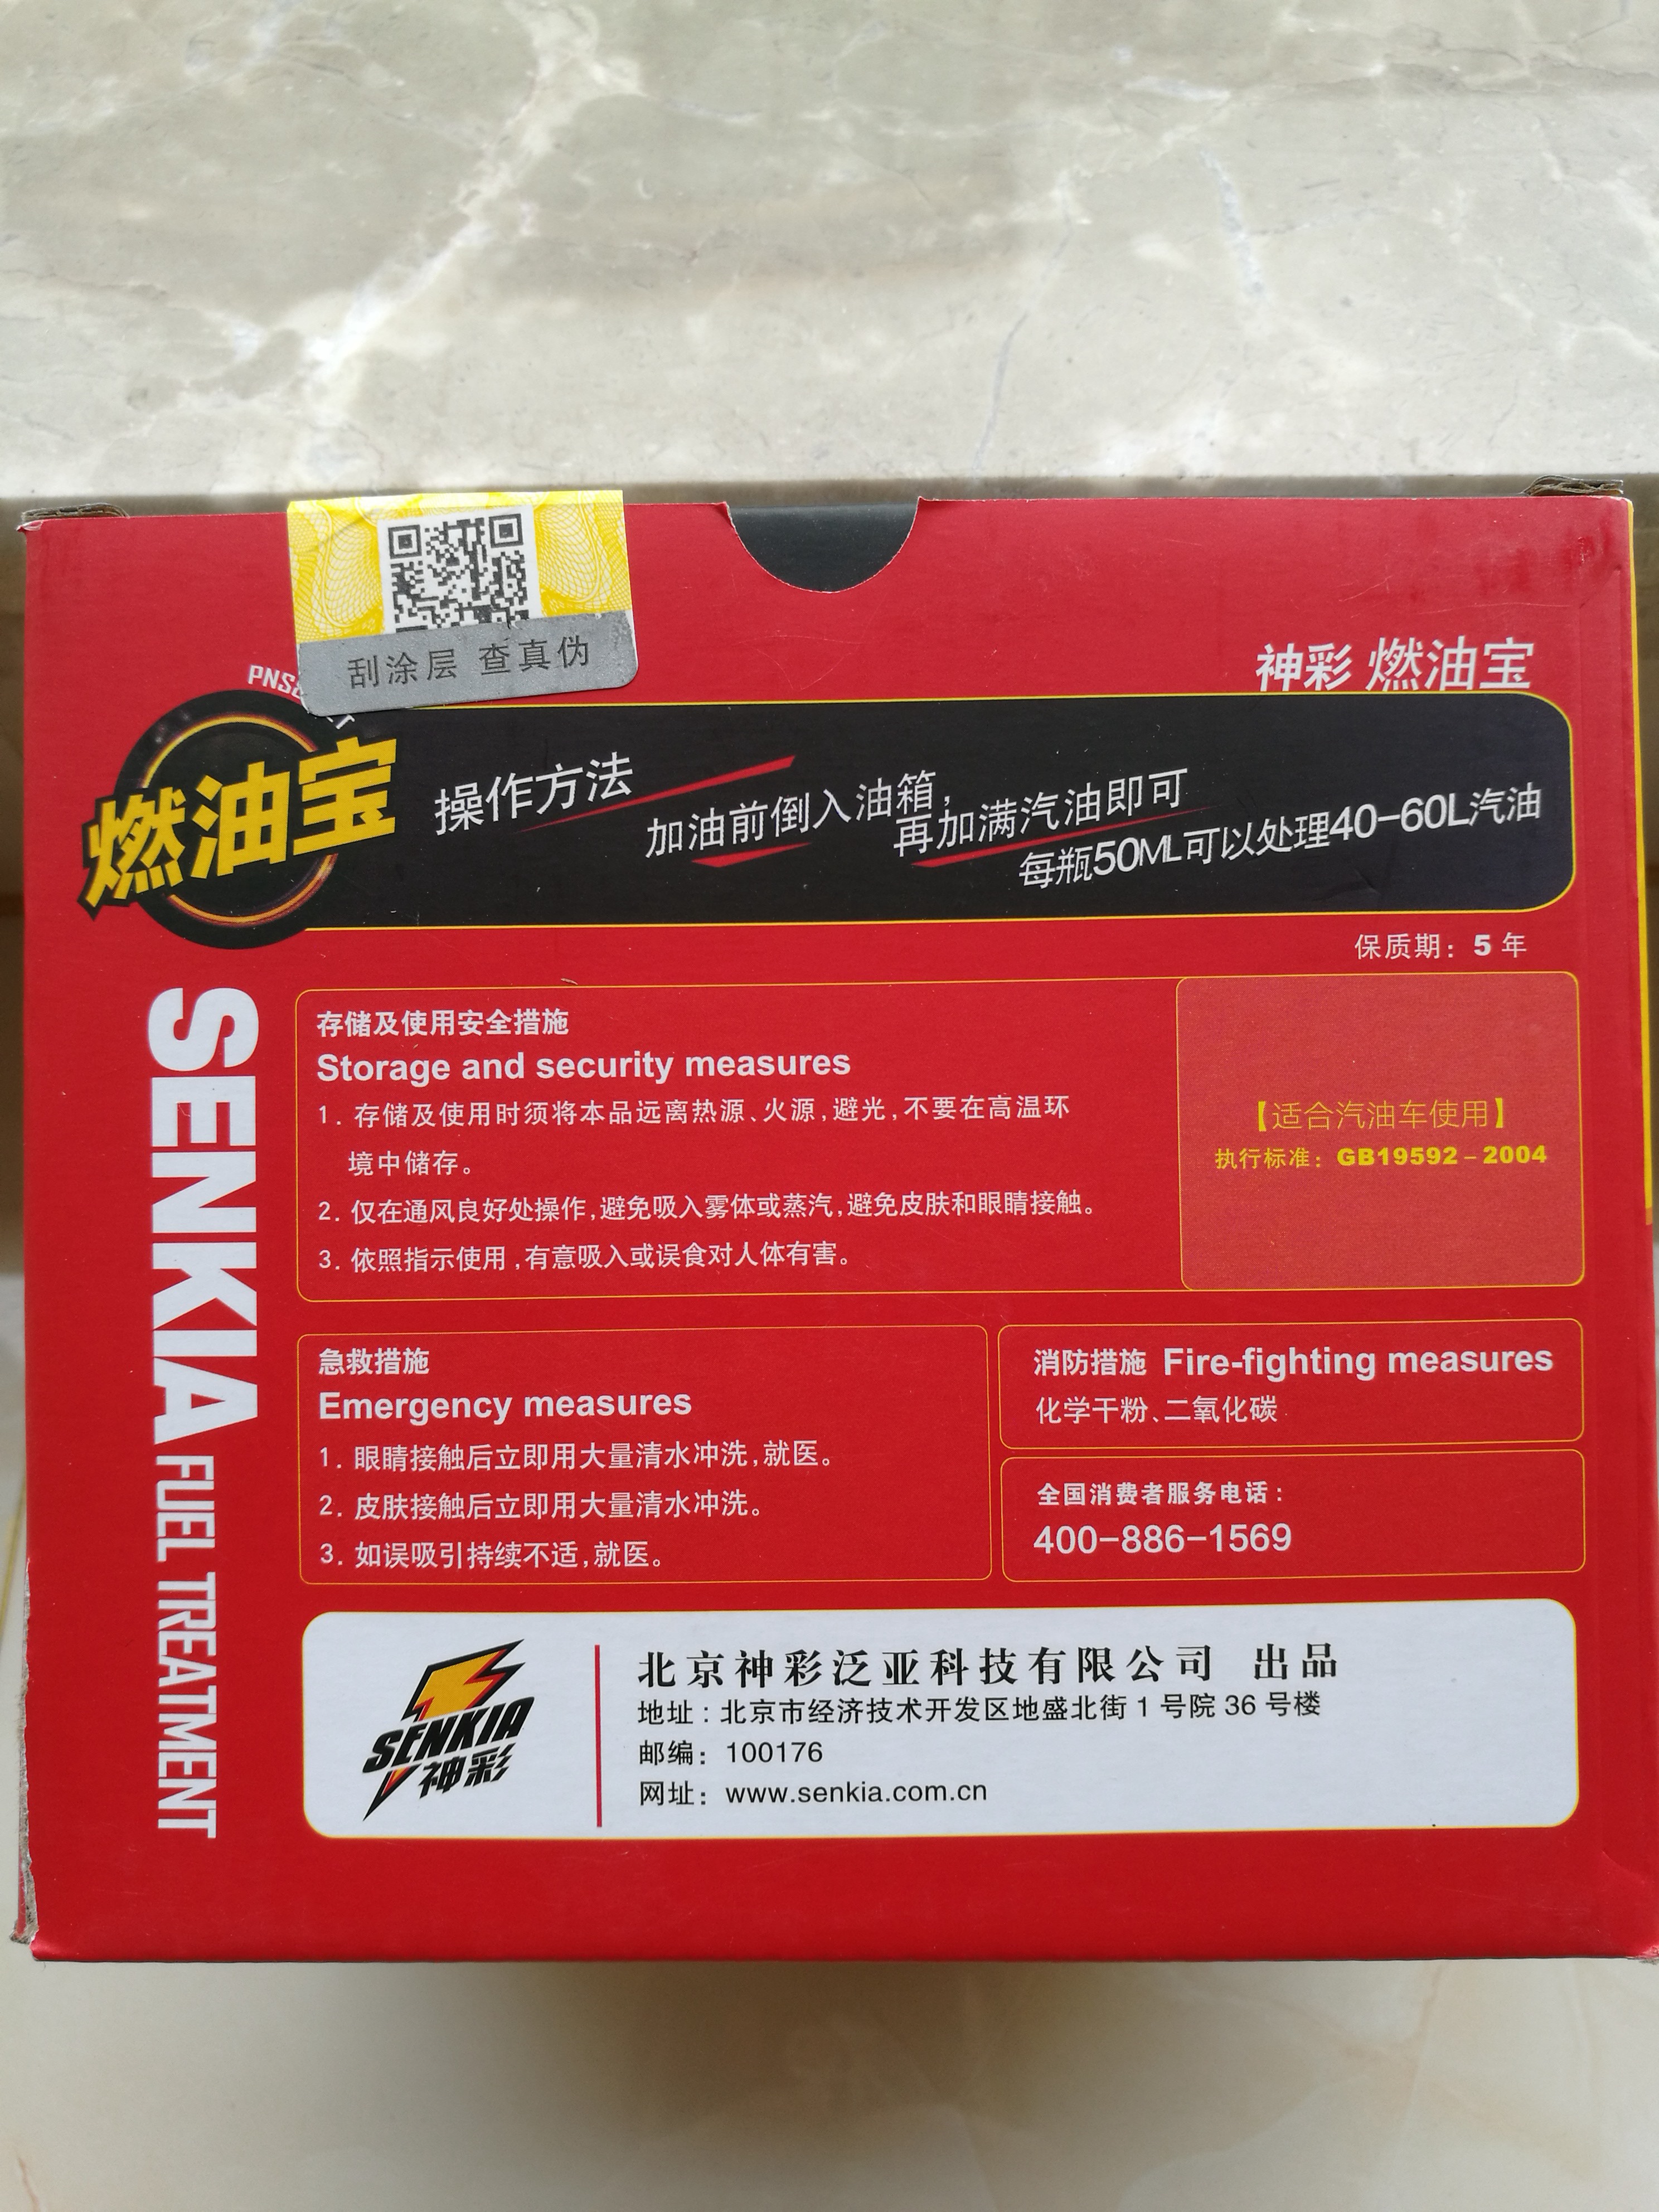 刮涂层 查真伪
神彩 燃油宝
燃油宝
操作方法
加油前倒入油箱，
再加满汽油即可
每瓶50ML可以处理40-60L汽油
保质期：5 年
SENKIA FUEL TREATMENT
存储及使用安全措施
Storage and security measures
1. 存储及使用时须将本品远离热源、火源，避光，不要在高温环
境中储存。
2. 仅在通风良好处操作，避免吸入雾体或蒸汽，避免皮肤和眼睛接触。
3. 依照指示使用，有意吸入或误食对人体有害。
【适合汽油车使用】
执行标准：GB19592-2004
急救措施
Emergency measures
1. 眼睛接触后立即用大量清水冲洗，就医。
2. 皮肤接触后立即用大量清水冲洗。
3. 如误吸引持续不适，就医。
消防措施 Fire-fighting measures
化学干粉、二氧化碳
全国消费者服务电话：
400-886-1569
SENKIA
神彩
北京神彩泛亚科技有限公司 出品
地址：北京市经济技术开发区地盛北街 1 号院 36 号楼
邮编：100176
网址：www.senkia.com.cn